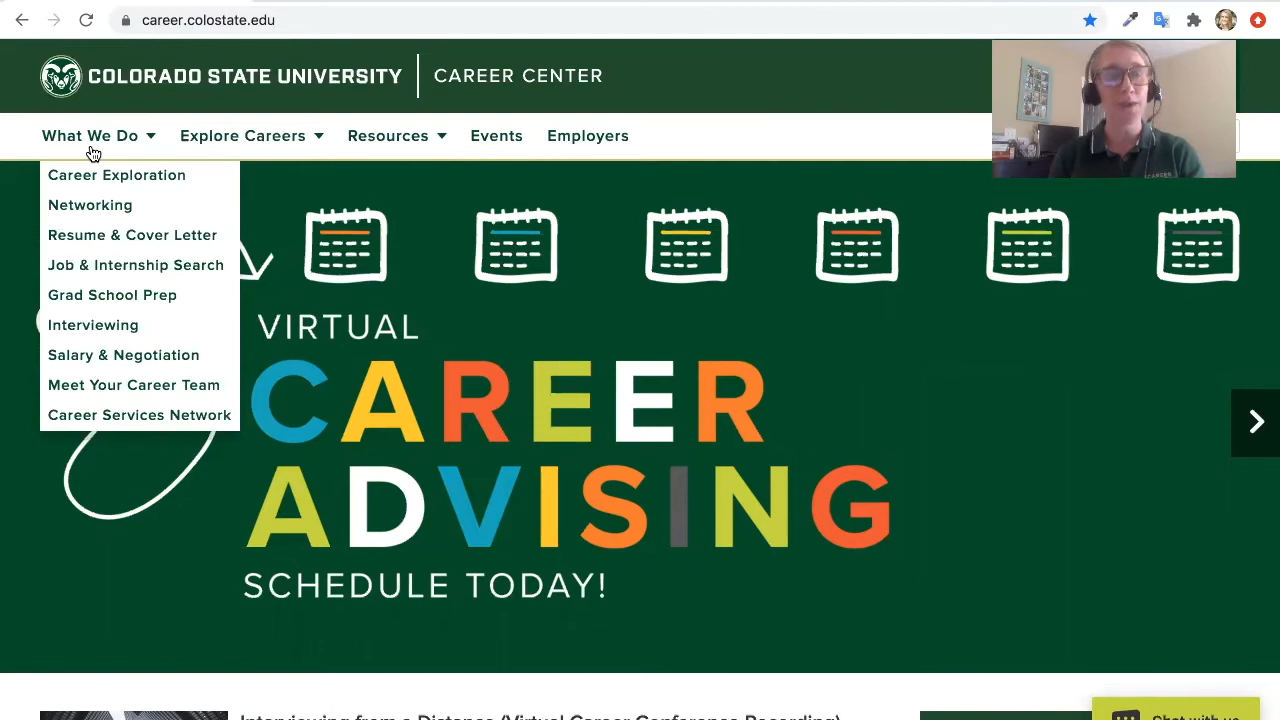 career.colostate.edu
COLORADO STATE UNIVERSITY CAREER CENTER
What We Do Explore Careers Resources Events Employers
Career Exploration
Networking
Resume & Cover Letter
Job & Internship Search
Grad School Prep
Interviewing
Salary & Negotiation
Meet Your Career Team
Career Services Network
VIRTUAL
CAREER
ADVISING
SCHEDULE TODAY!
CAREER
Interviewing from a Distance (Virtual Career Conference Recording)
Chat with us